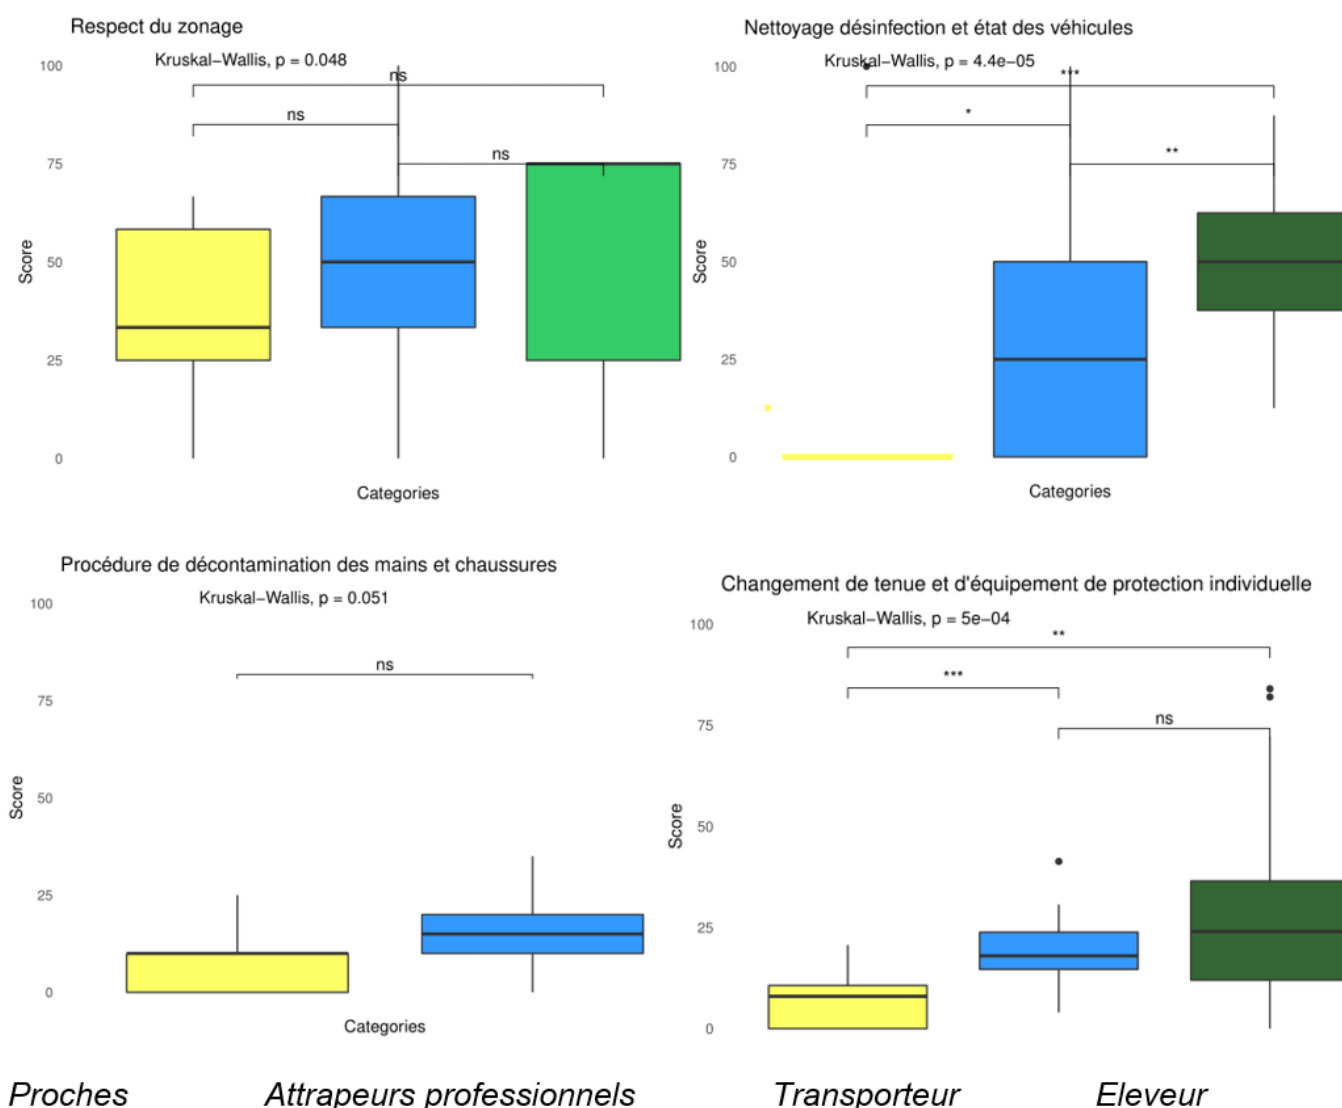 Respect du zonage
Kruskal−Wallis, p = 0.048
100
ns
ns
ns
75
50
25
0
Score
Categories
Nettoyage désinfection et état des véhicules
Kruskal−Wallis, p = 4.4e−05
100
***
*
**
75
50
25
0
Score
Categories
Procédure de décontamination des mains et chaussures
Kruskal−Wallis, p = 0.051
100
ns
75
50
25
0
Score
Categories
Changement de tenue et d'équipement de protection individuelle
Kruskal−Wallis, p = 5e−04
100
**
***
ns
75
50
25
0
Score
Proches Attrapeurs professionnels Transporteur Eleveur